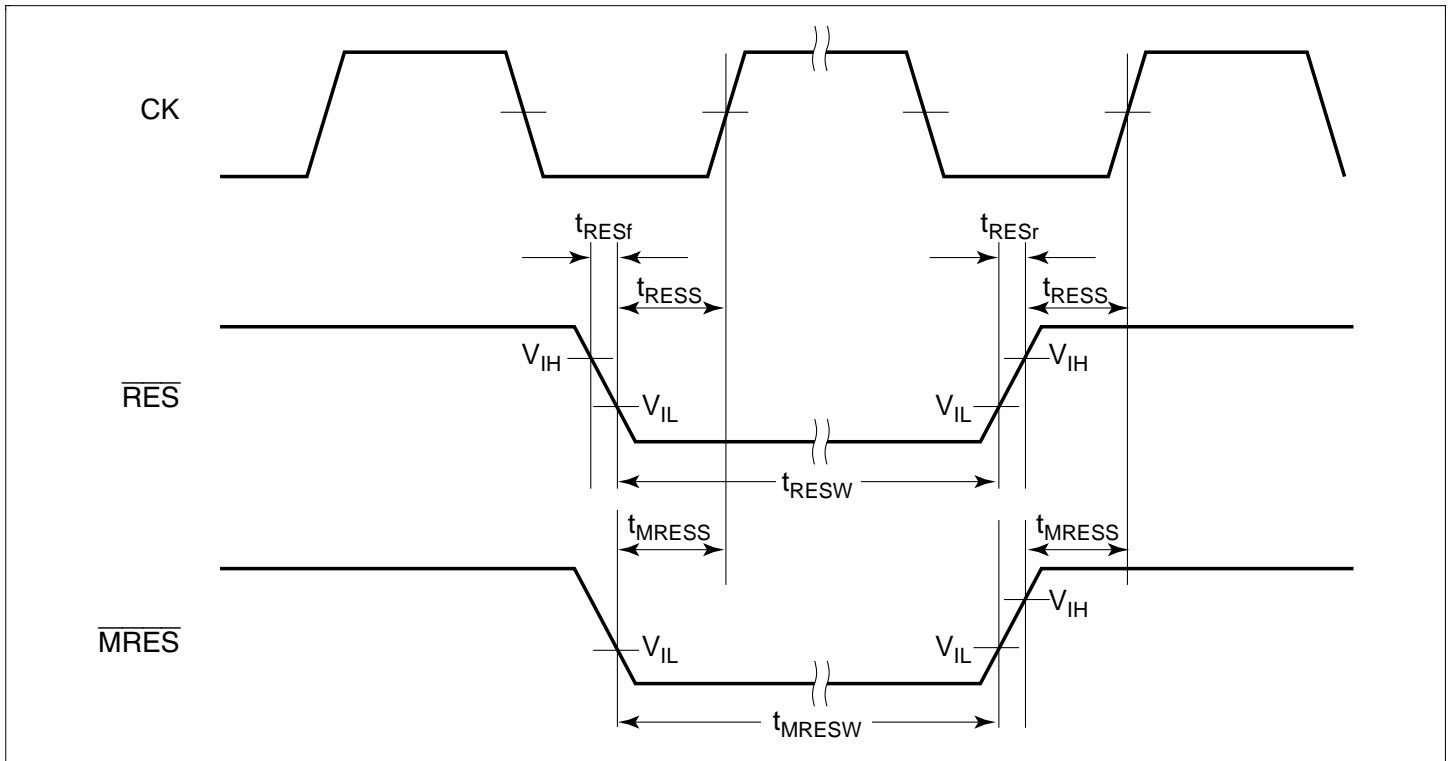 CK
tRESf
tRESr
tRESS
tRESS
VIH
VIH
RES
VIL
VIL
tRESW
tMRESS
tMRESS
VIH
MRES
VIL
VIL
tMRESW